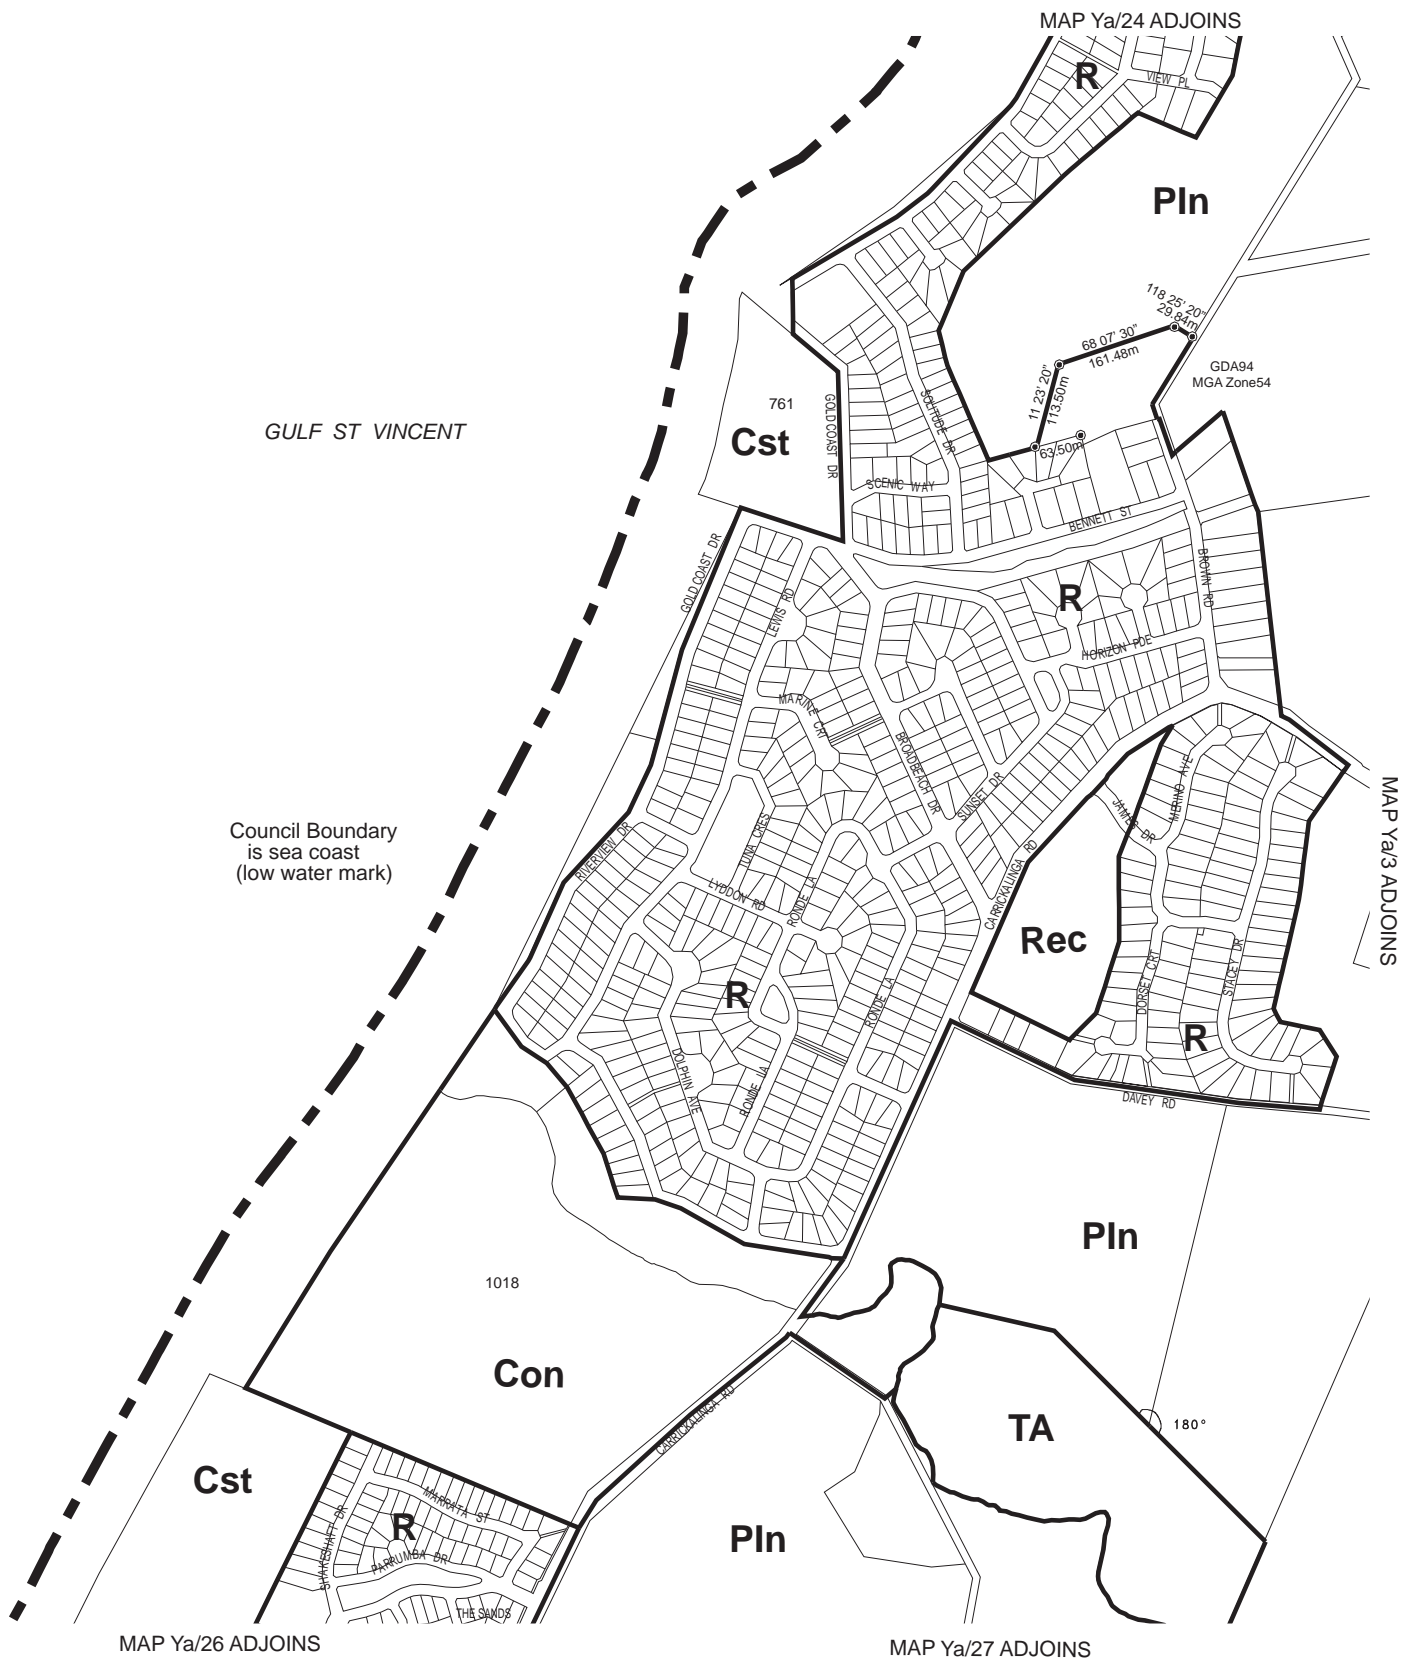 MAP Ya/24 ADJOINS
R
VIEW PL
Pln
118 25' 20"
29.84m
68 07' 30"
161.48m
GDA94
MGA Zone54
11 23' 20"
113.50m
63.50m
761
Cst
GOLD COAST DR
SOLITUDE DR
GULF ST VINCENT
SCENIC WAY
BENNETT ST
GOLD COAST DR
LEWIS RD
R
BROWN RD
HORIZON PDE
MARINE CRT
BROADBEACH DR
SUNSET DR
MERINO AVE
JAMES DR
MAP Ya/3 ADJOINS
Council Boundary
is sea coast
(low water mark)
RIVERVIEW DR
TUNA CRES
LYDDON RD
RONDE LA
CARRICKALINGA RD
Rec
R
RONDE LA
DORSET CRT
STACEY DR
R
DOLPHIN AVE
RONDE LA
DAVEY RD
Pln
1018
Con
CARRICKALINGA RD
TA
180°
Cst
MARRATA ST
SHAKESHAFT DR
R
PARRUMBA DR
THE SANDS
Pln
MAP Ya/26 ADJOINS
MAP Ya/27 ADJOINS